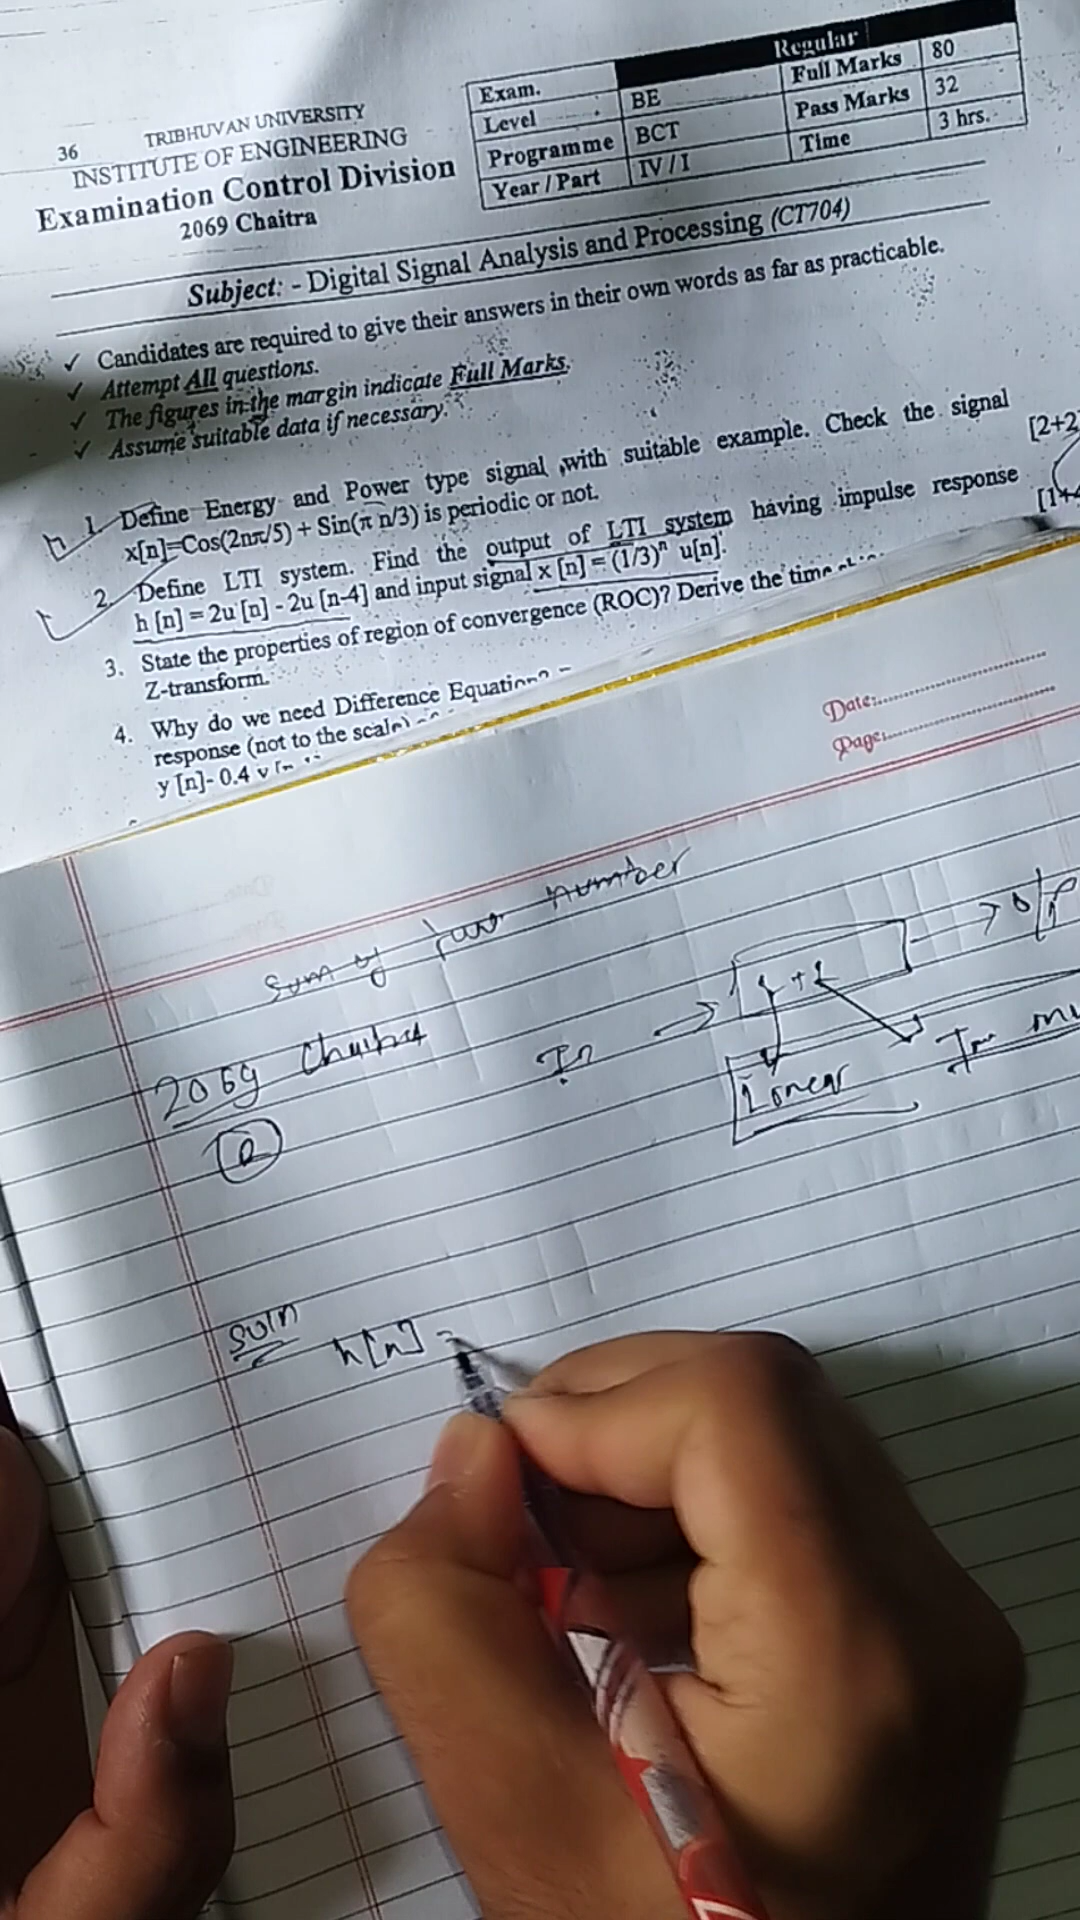 36 TRIBHUVAN UNIVERSITY
INSTITUTE OF ENGINEERING
Examination Control Division
2069 Chaitra
Exam. Regular
Level BE Full Marks 80
Programme BCT Pass Marks 32
Year / Part IV / I Time 3 hrs.
Subject: - Digital Signal Analysis and Processing (CT704)
✓ Candidates are required to give their answers in their own words as far as practicable.
✓ Attempt All questions.
✓ The figures in the margin indicate Full Marks.
✓ Assume suitable data if necessary.
1. Define Energy and Power type signal with suitable example. Check the signal [2+2
x[n]=Cos(2nπ/5) + Sin(π n/3) is periodic or not.
2. Define LTI system. Find the output of LTI system having impulse response [1+4
h [n] = 2u [n] - 2u [n-4] and input signal x [n] = (1/3)ⁿ u[n].
3. State the properties of region of convergence (ROC)? Derive the time
Z-transform.
4. Why do we need Difference Equation?
response (not to the scale)
y [n]- 0.4 y
Date:
Page:
Sum of number
2069 Chaitra
In → → o/p
Linear
2
Soln h[n] =